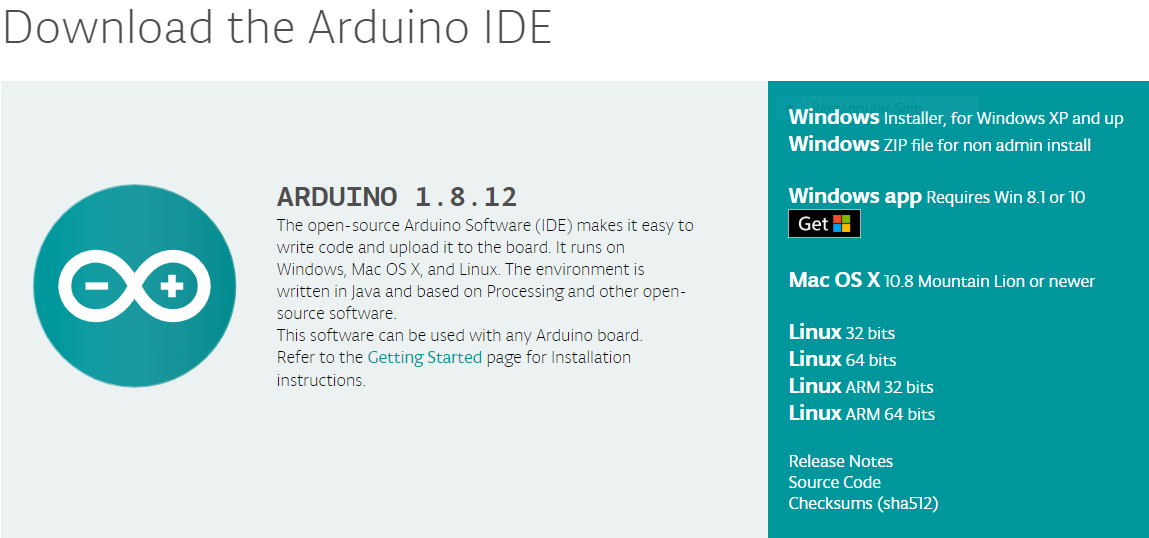 Download the Arduino IDE
ARDUINO 1.8.12
The open-source Arduino Software (IDE) makes it easy to
write code and upload it to the board. It runs on
Windows, Mac OS X, and Linux. The environment is
written in Java and based on Processing and other open-
source software.
This software can be used with any Arduino board.
Refer to the Getting Started page for Installation
instructions.
Rectangular Snip
Windows Installer, for Windows XP and up
Windows ZIP file for non admin install
Windows app Requires Win 8.1 or 10
Get
Mac OS X 10.8 Mountain Lion or newer
Linux 32 bits
Linux 64 bits
Linux ARM 32 bits
Linux ARM 64 bits
Release Notes
Source Code
Checksums (sha512)